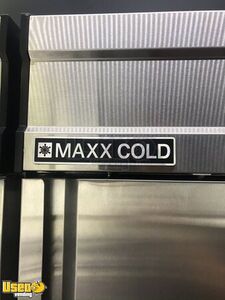 MAXX COLD
Used
vending